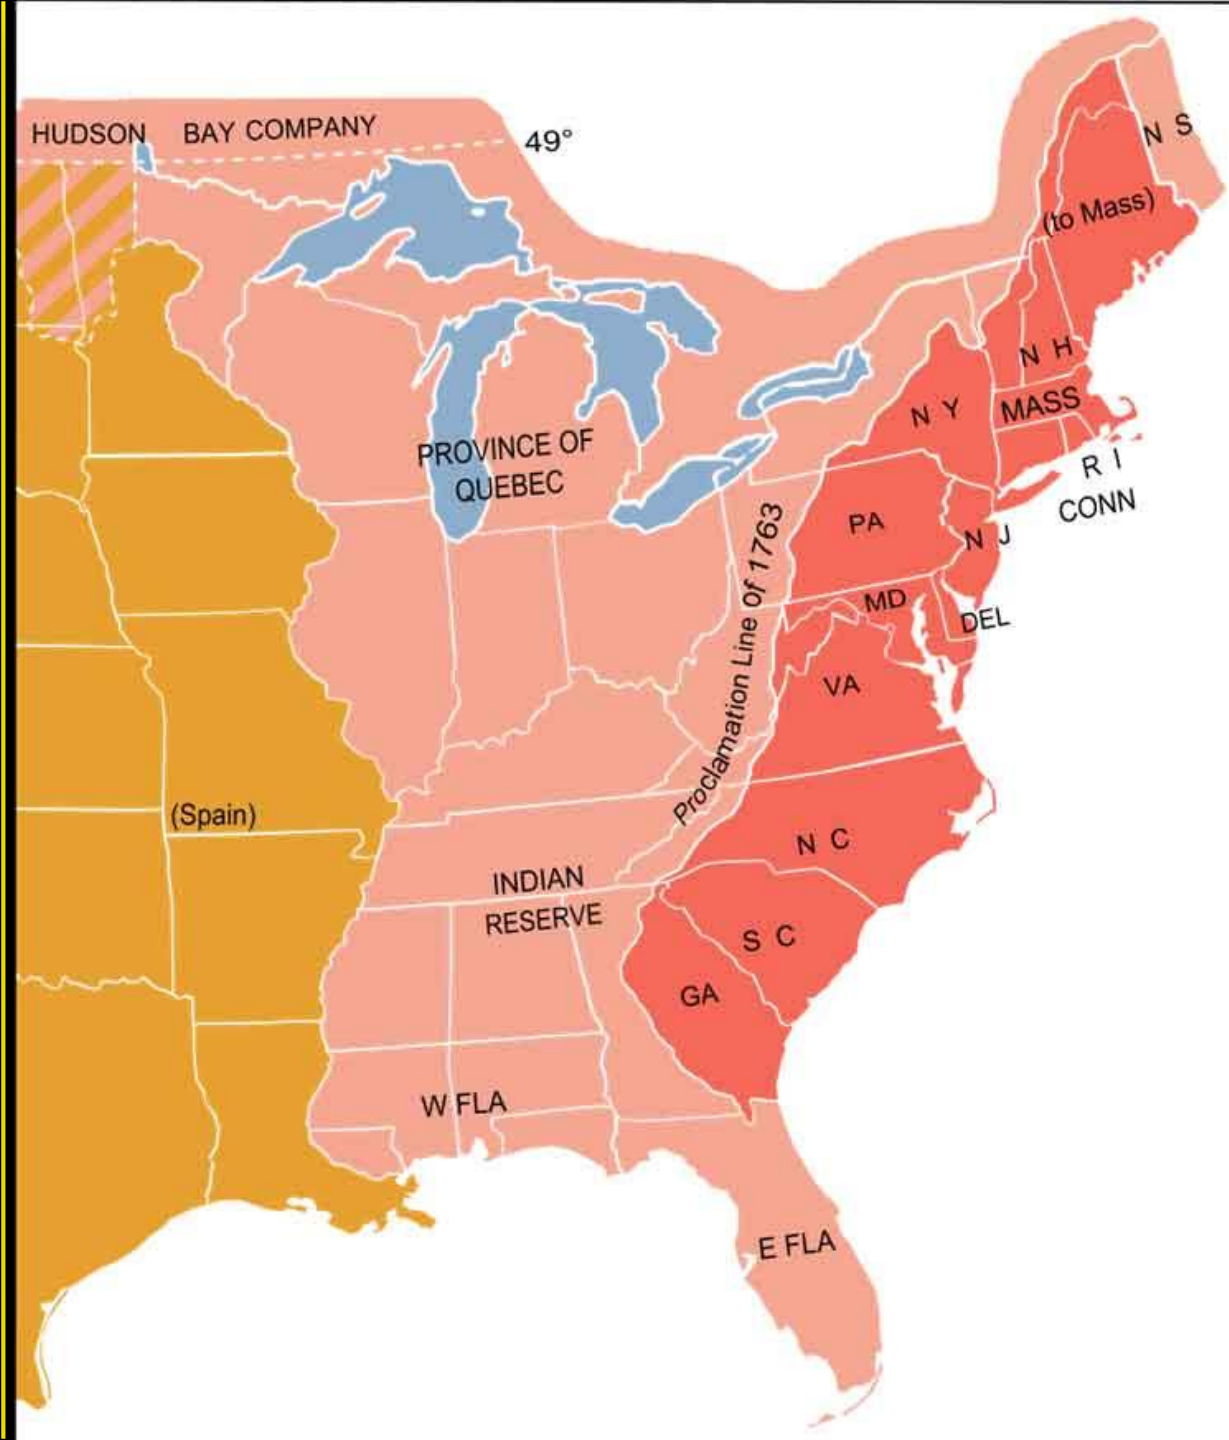 HUDSON BAY COMPANY
49°
N S
(to Mass)
N H
N Y
MASS
R I
CONN
PROVINCE OF
QUEBEC
PA
N J
Proclamation Line Of 1763
MD
DEL
VA
(Spain)
N C
INDIAN
RESERVE
S C
GA
W FLA
E FLA